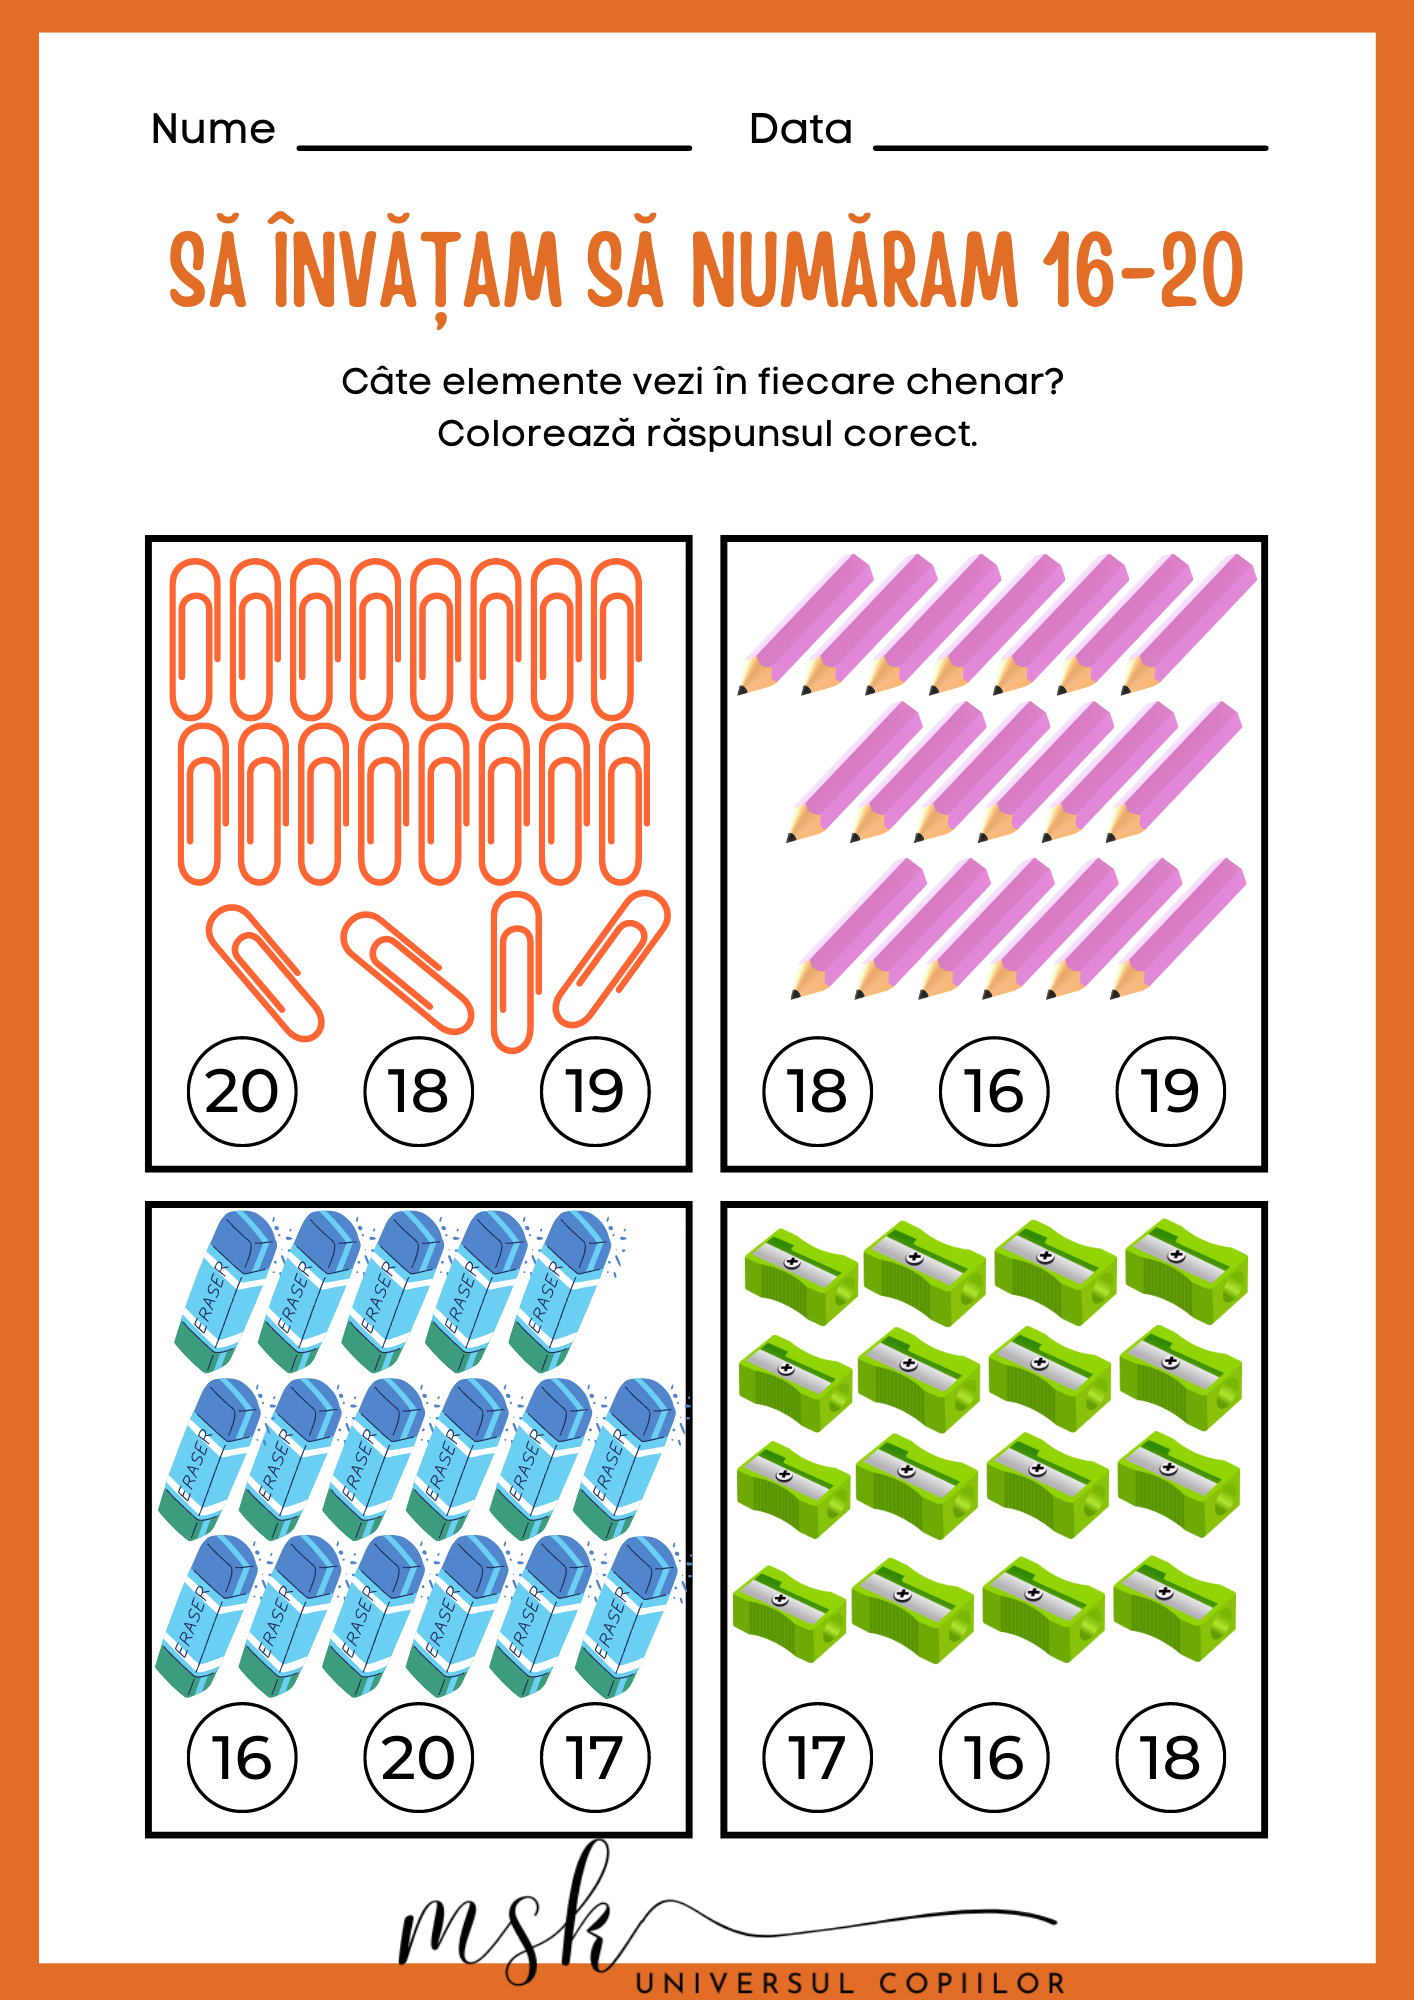 Nume Data
SĂ ÎNVĂȚAM SĂ NUMĂRAM 16-20
Câte elemente vezi în fiecare chenar?
Colorează răspunsul corect.
20 18 19
18 16 19
ERASER ERASER ERASER ERASER ERASER
ERASER ERASER ERASER ERASER ERASER ERASER
ERASER ERASER ERASER ERASER ERASER ERASER
16 20 17
17 16 18
msk
UNIVERSUL COPIILOR